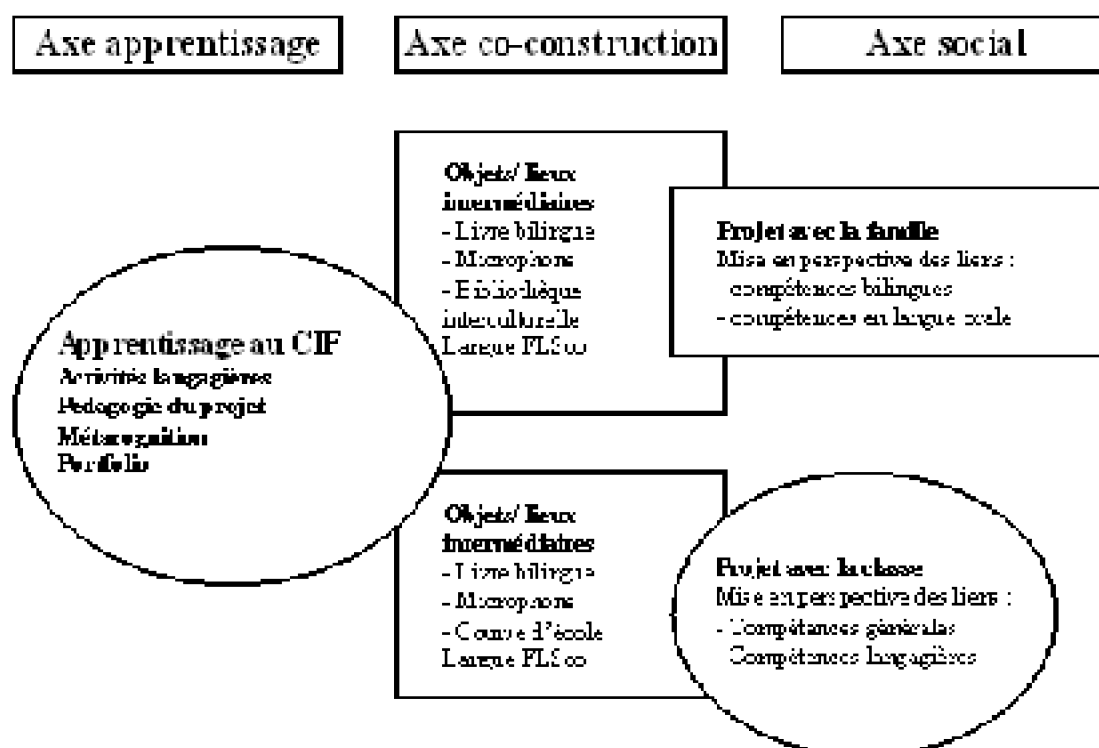 Axe apprentissage
Axe co-construction
Axe social
Objets/ lieux
intermédiaires
- Livre bilingue
- Microphone
- Bibliothèque
interculturelle
Langue FLSco
Projet avec la famille
Mise en perspective des liens :
- compétences bilingues
- compétences en langue orale
Apprentissage au CIF
Activités langagières
Pédagogie du projet
Métacognition
Portfolio
Objets/ lieux
intermédiaires
- Livre bilingue
- Microphone
- d'école
Langue FLSco
Projet avec la classe
Mise en perspective des liens :
- Compétences générales
- Compétences langagières